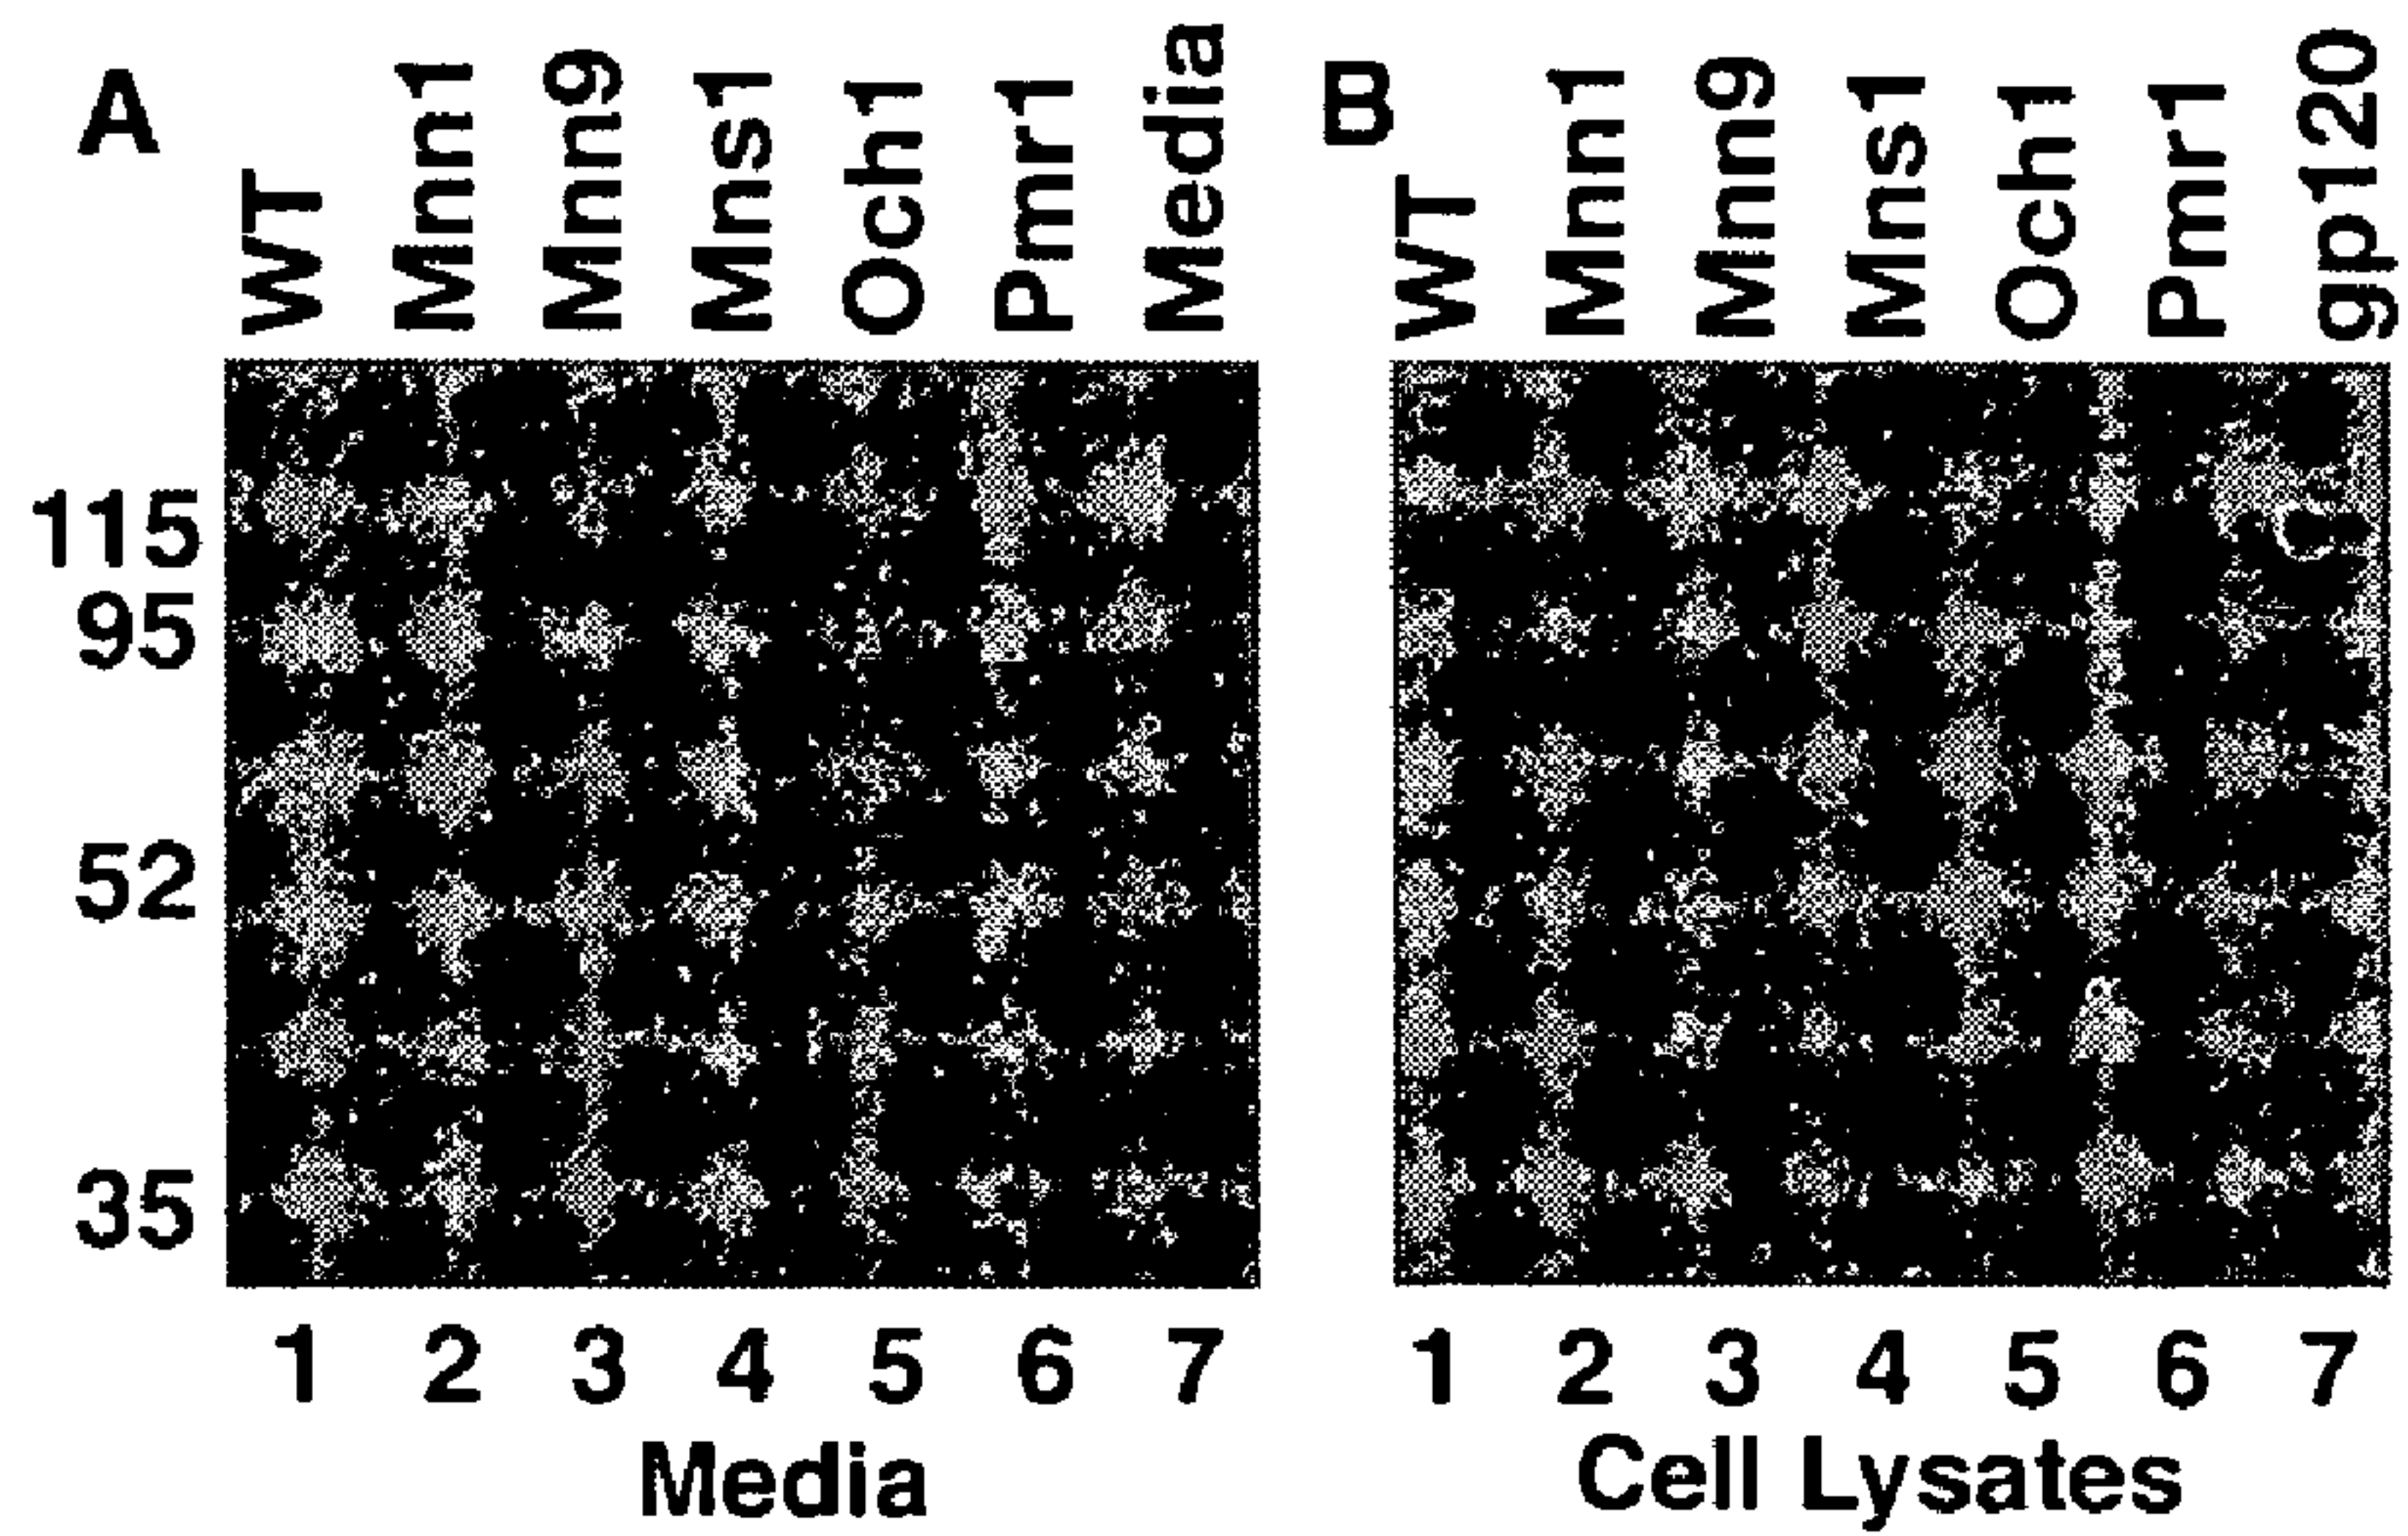 A
WT Mnn1 Mnn9 Mns1 Och1 Pmr1 Media
115
95
52
35
1 2 3 4 5 6 7
Media
B
WT Mnn1 Mnn9 Mns1 Och1 Pmr1 gp120
1 2 3 4 5 6 7
Cell Lysates